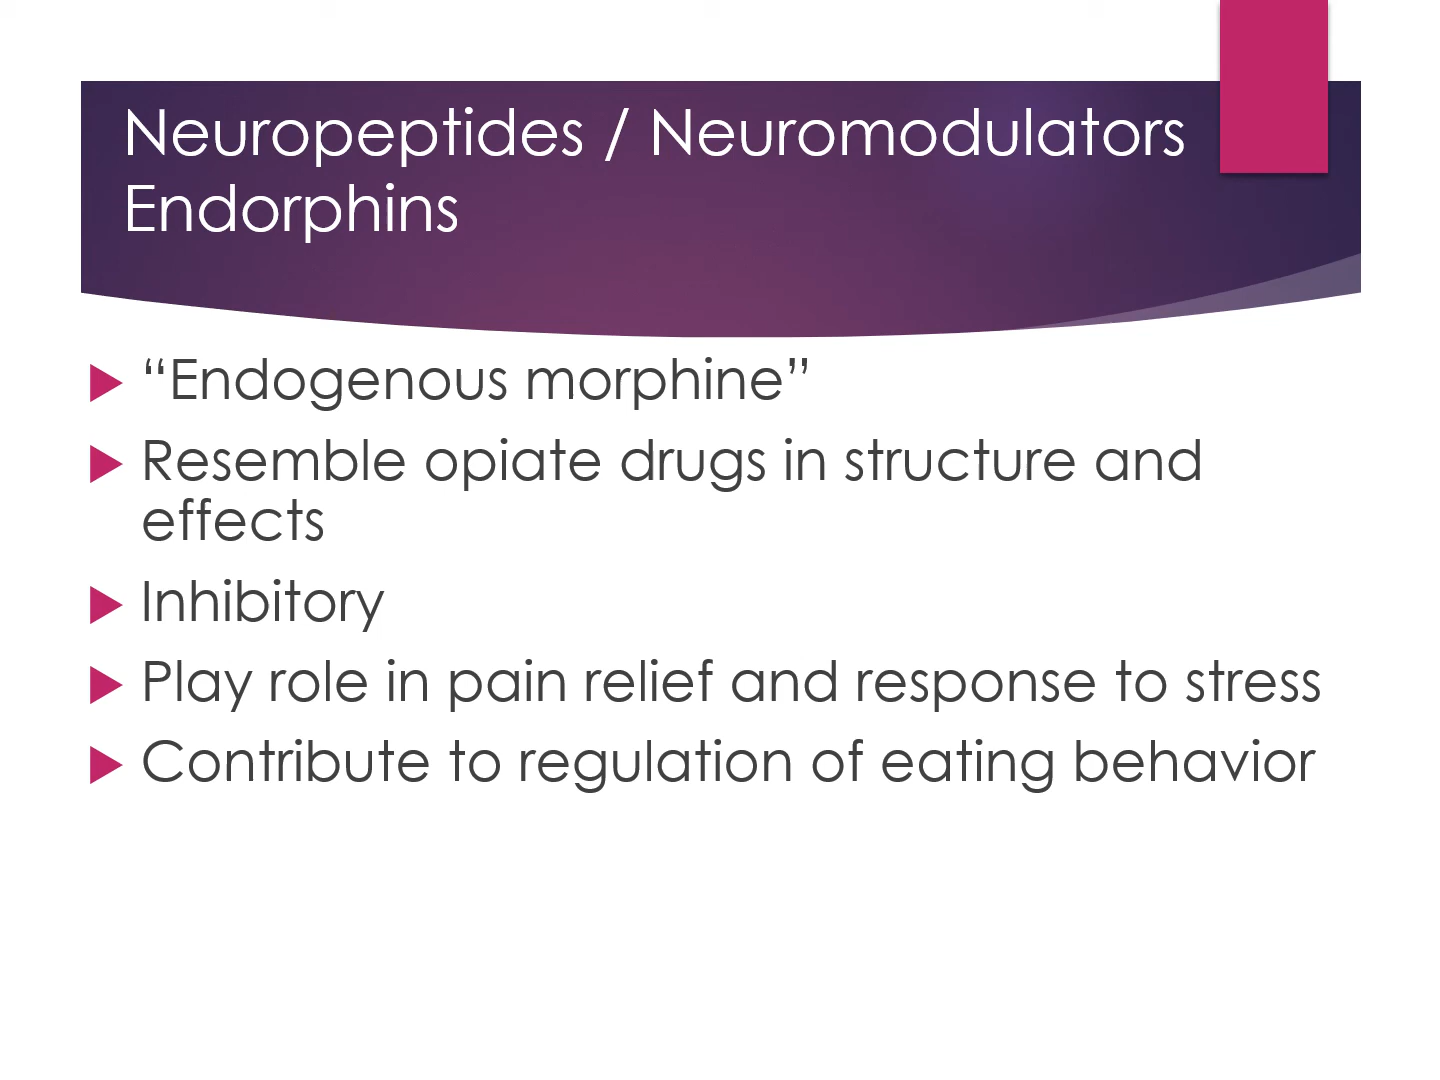 Neuropeptides / Neuromodulators
Endorphins
“Endogenous morphine”
Resemble opiate drugs in structure and
effects
Inhibitory
Play role in pain relief and response to stress
Contribute to regulation of eating behavior